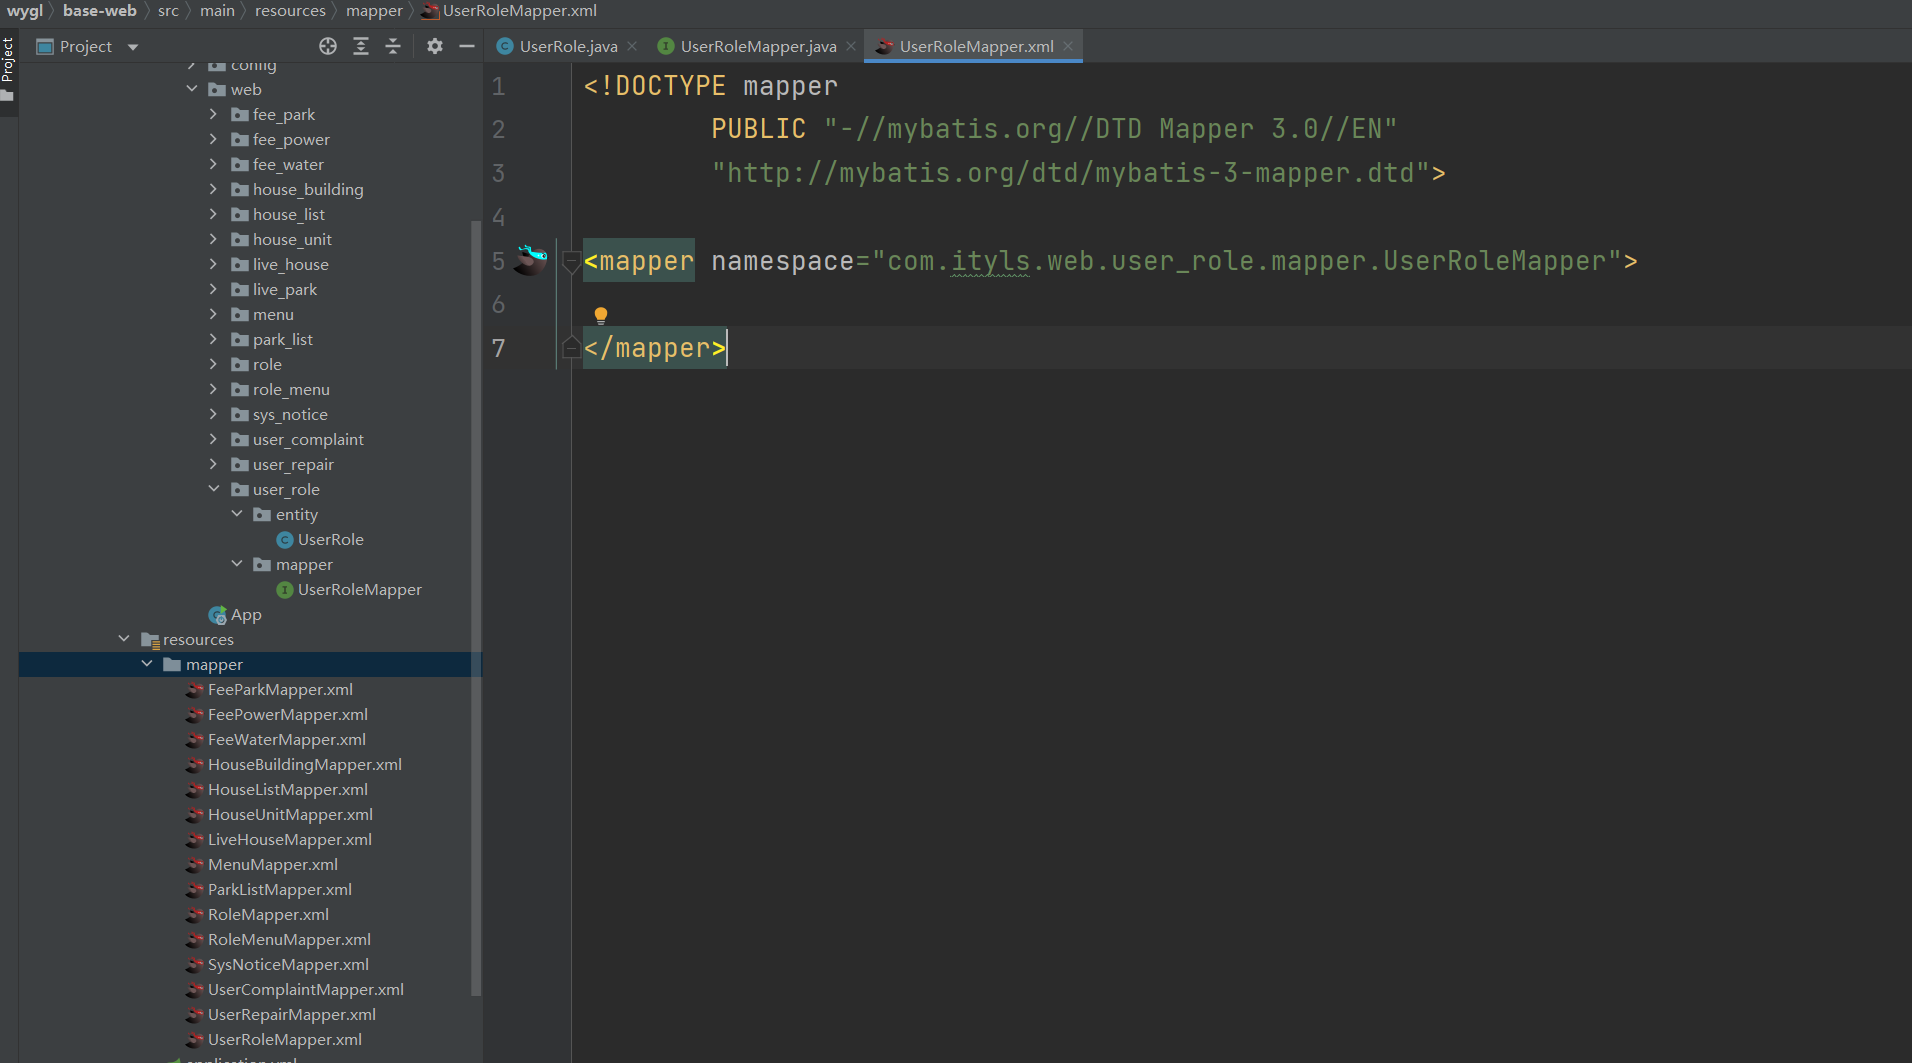 wygl base-web src main resources mapper UserRoleMapper.xml
Project
Project
UserRole.java UserRoleMapper.java UserRoleMapper.xml
config
web
fee_park
fee_power
fee_water
house_building
house_list
house_unit
live_house
live_park
menu
park_list
role
role_menu
sys_notice
user_complaint
user_repair
user_role
entity
UserRole
mapper
UserRoleMapper
App
resources
mapper
FeeParkMapper.xml
FeePowerMapper.xml
FeeWaterMapper.xml
HouseBuildingMapper.xml
HouseListMapper.xml
HouseUnitMapper.xml
LiveHouseMapper.xml
MenuMapper.xml
ParkListMapper.xml
RoleMapper.xml
RoleMenuMapper.xml
SysNoticeMapper.xml
UserComplaintMapper.xml
UserRepairMapper.xml
UserRoleMapper.xml
1 <!DOCTYPE mapper
2 PUBLIC "-//mybatis.org//DTD Mapper 3.0//EN"
3 "http://mybatis.org/dtd/mybatis-3-mapper.dtd">
4
5 <mapper namespace="com.ityls.web.user_role.mapper.UserRoleMapper">
6
7 </mapper>